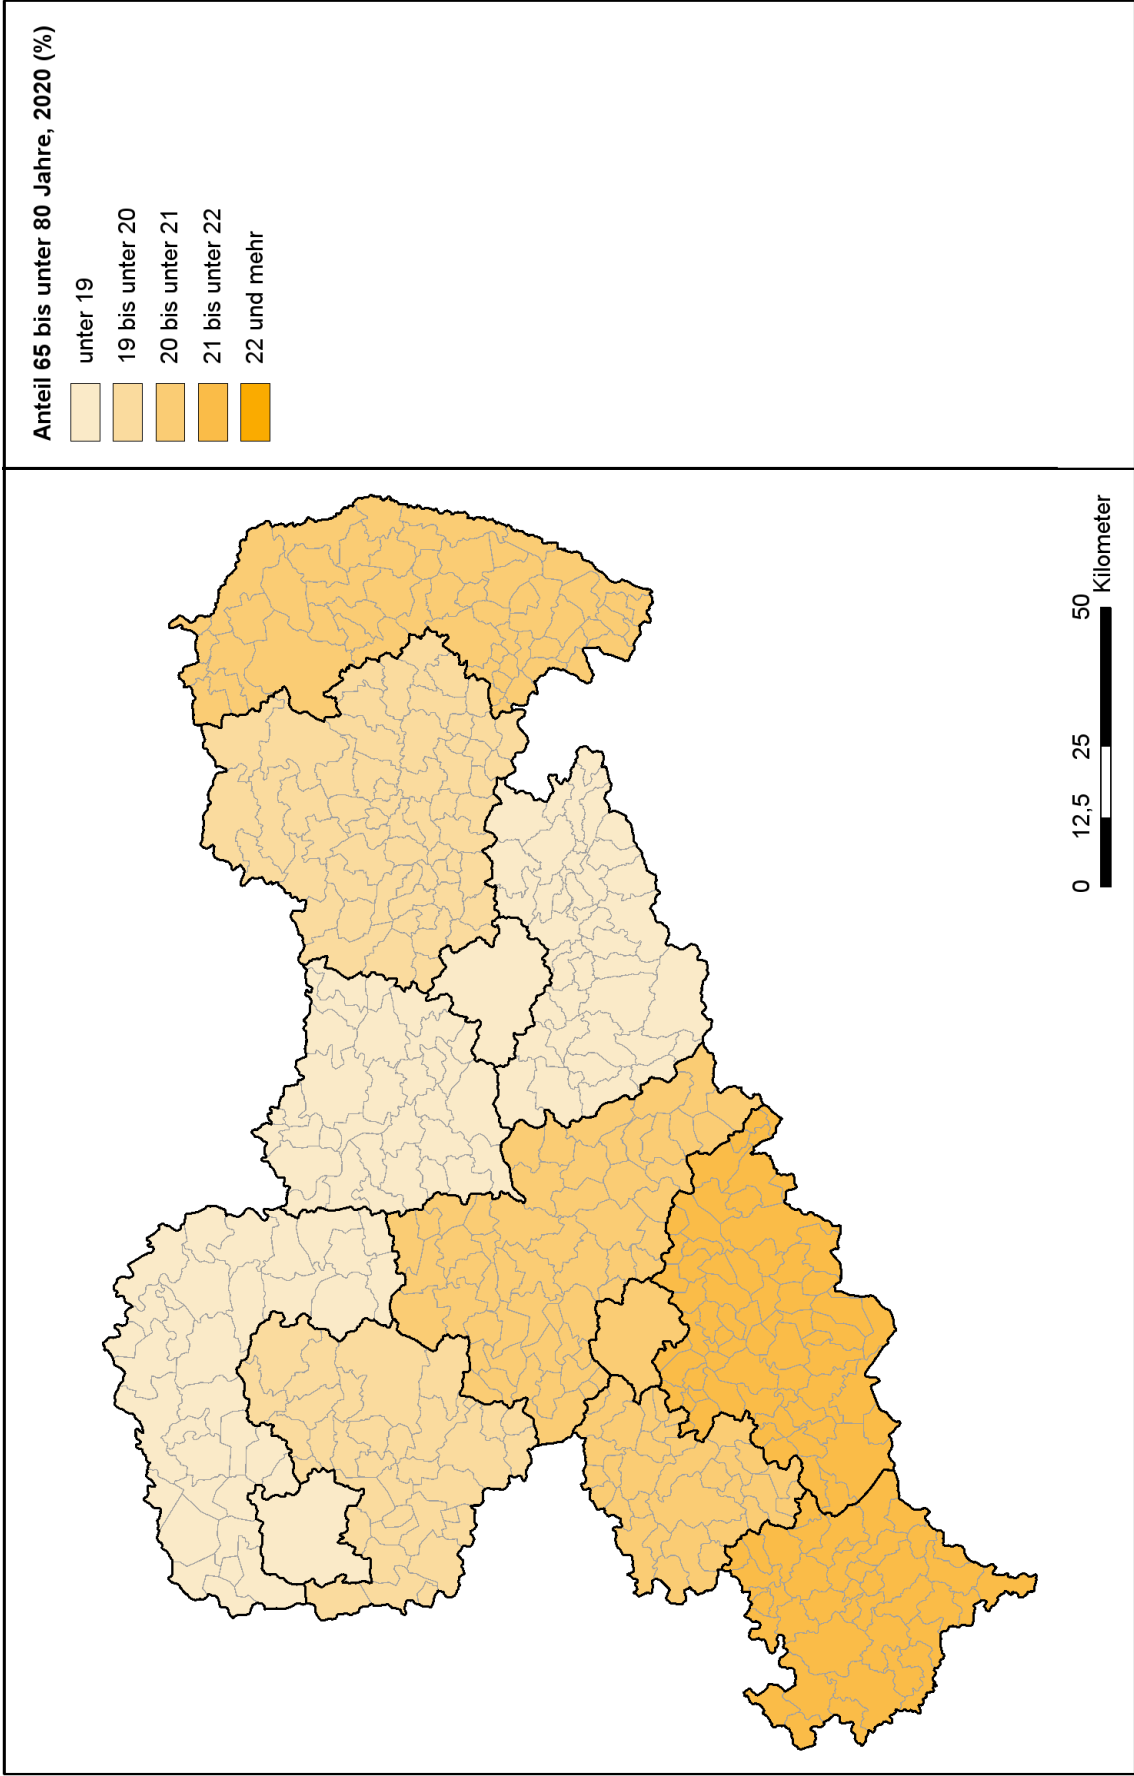 Anteil 65 bis unter 80 Jahre, 2020 (%)
unter 19
19 bis unter 20
20 bis unter 21
21 bis unter 22
22 und mehr
0 12,5 25 50
Kilometer